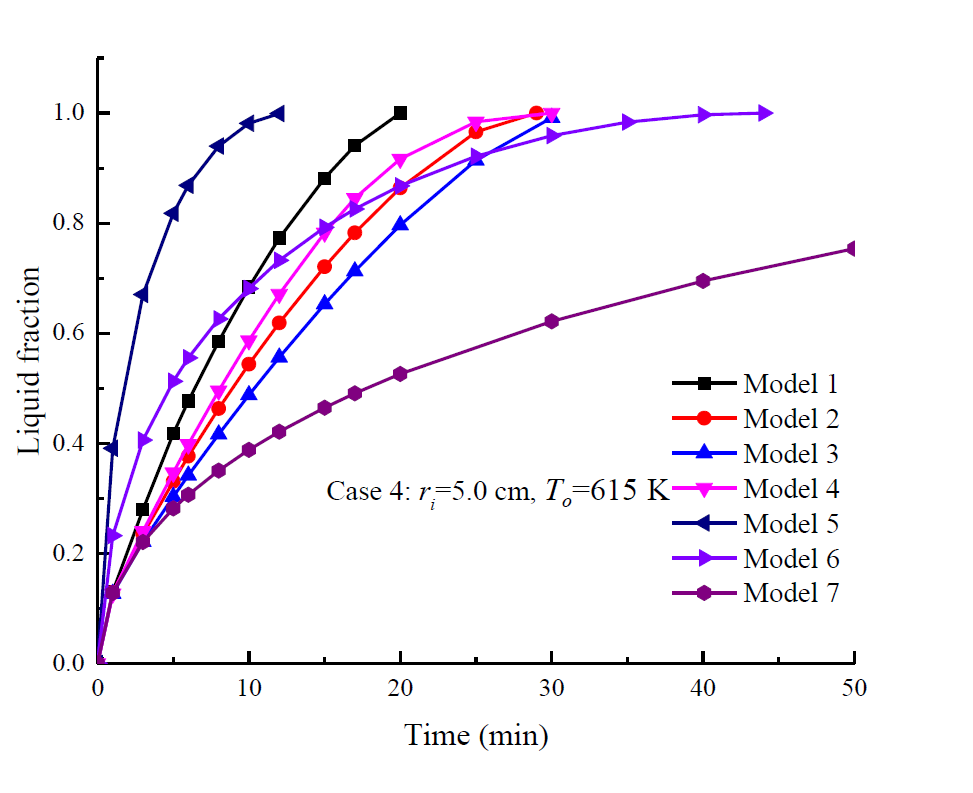 1.0
0.8
0.6
0.4
0.2
0.0
Liquid fraction
0 10 20 30 40 50
Time (min)
Case 4: rᵢ=5.0 cm, Tₒ=615 K
Model 1
Model 2
Model 3
Model 4
Model 5
Model 6
Model 7